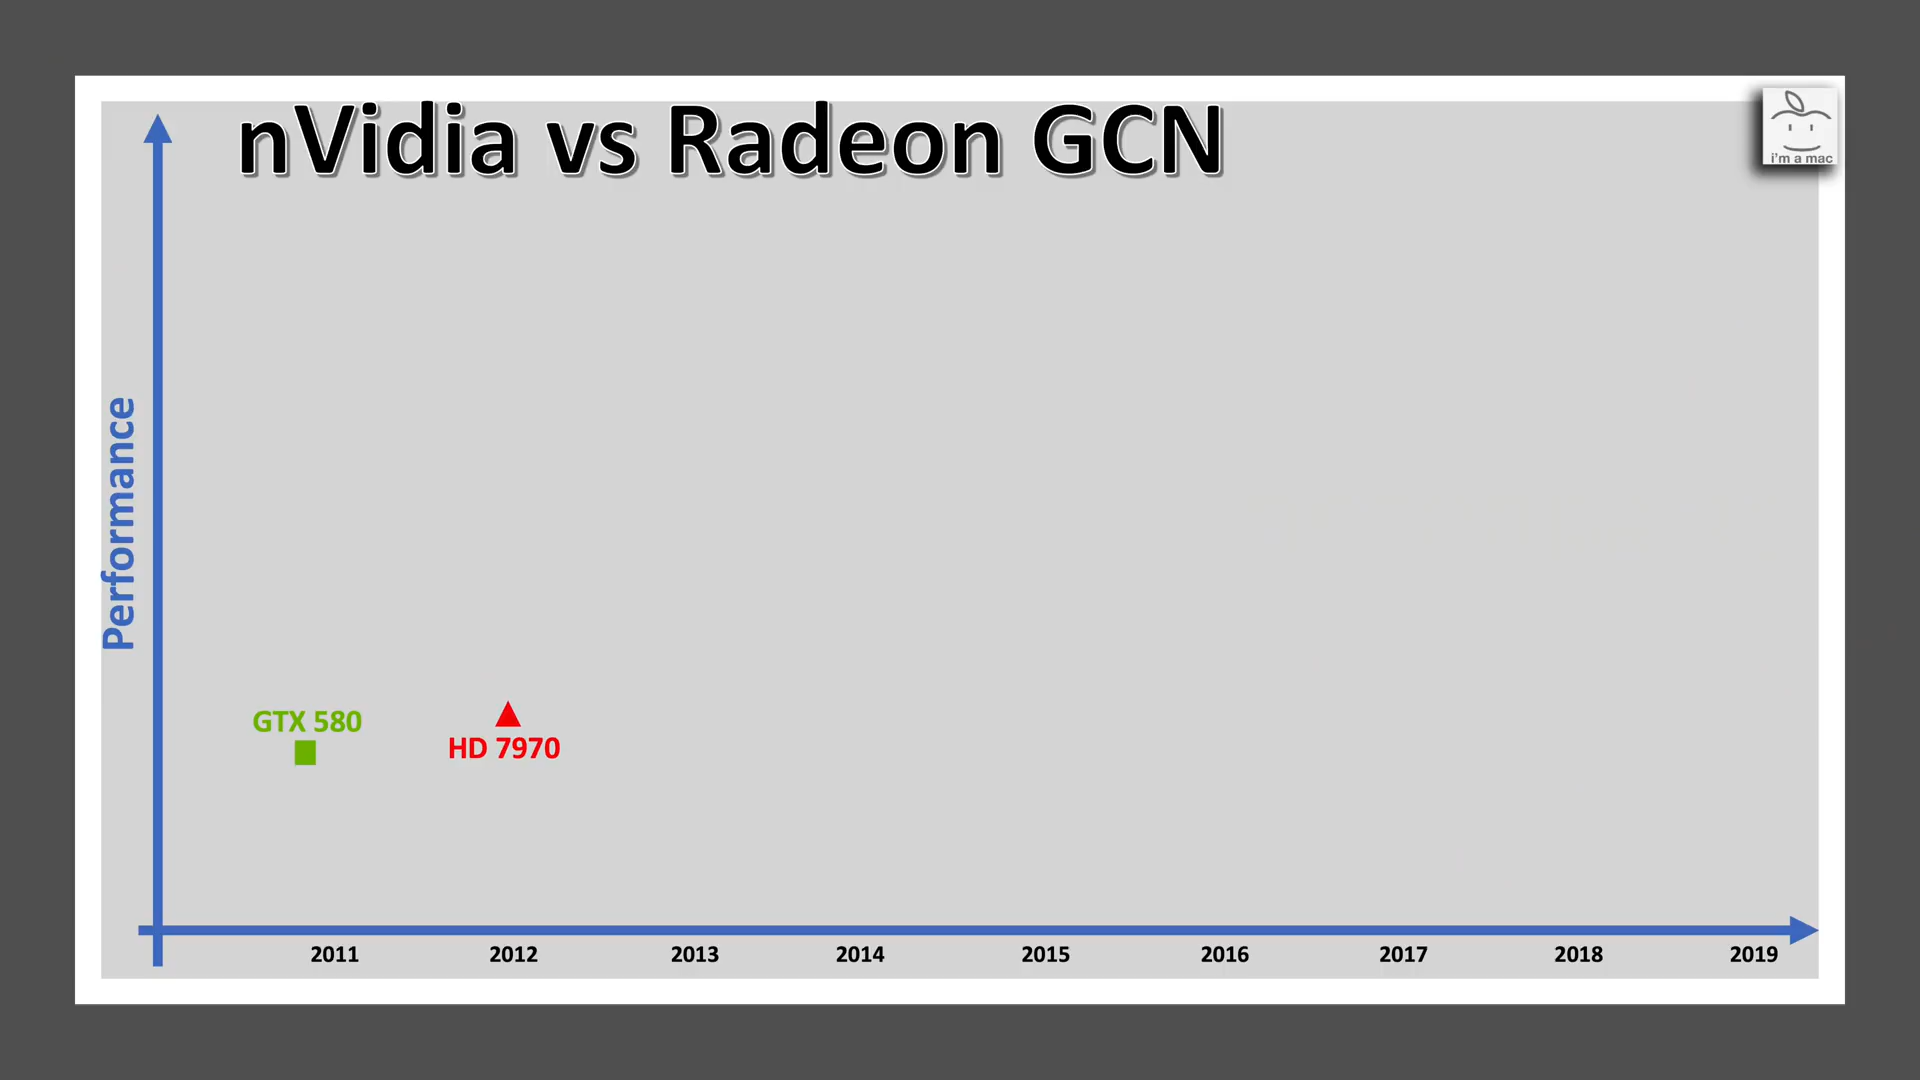 nVidia vs Radeon GCN
i'm a mac
Performance
GTX 580
HD 7970
2011 2012 2013 2014 2015 2016 2017 2018 2019